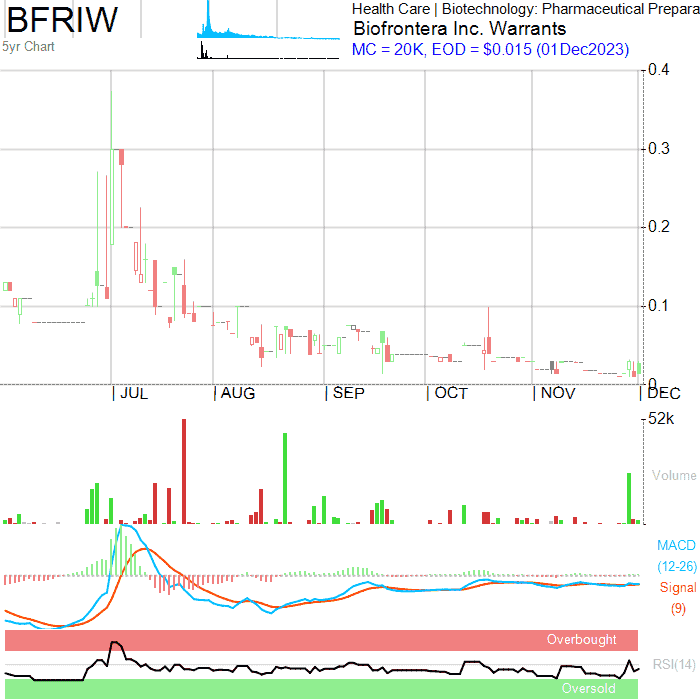 BFRIW
5yr Chart
Health Care | Biotechnology: Pharmaceutical Prepara
Biofrontera Inc. Warrants
MC = 20K, EOD = $0.015 (01Dec2023)
0.4
0.3
0.2
0.1
0
| JUL | AUG | SEP | OCT | NOV | DEC
52k
Volume
MACD
(12-26)
Signal
(9)
Overbought
RSI(14)
Oversold